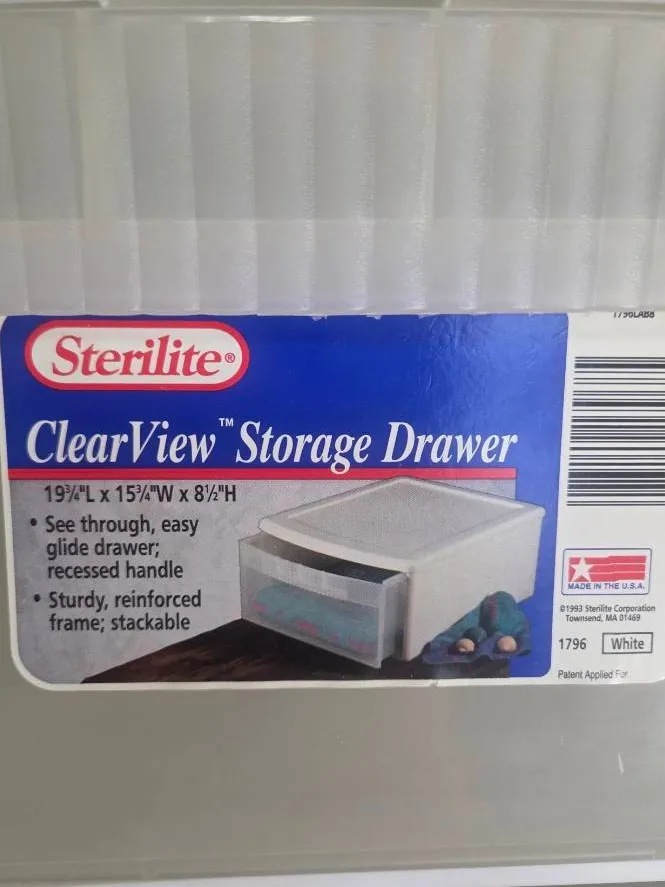 1796LABB
Sterilite®
ClearView™ Storage Drawer
19¾"L x 15¾"W x 8½"H
• See through, easy
glide drawer;
recessed handle
• Sturdy, reinforced
frame; stackable
MADE IN THE U.S.A.
©1993 Sterilite Corporation
Townsend, MA 01469
1796 White
Patent Applied For